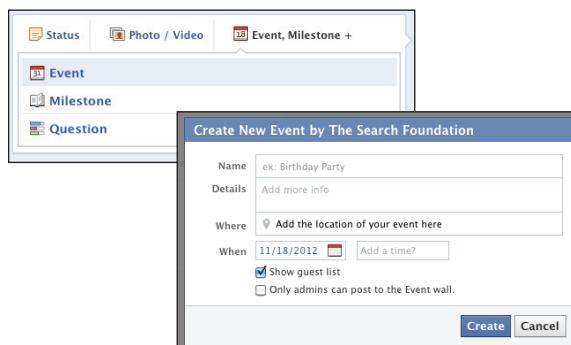 Status Photo / Video 18 Event, Milestone +
31 Event
Milestone
Question
Create New Event by The Search Foundation
Name ex: Birthday Party
Details Add more info
Where Add the location of your event here
When 11/18/2012 Add a time?
Show guest list
Only admins can post to the Event wall.
Create Cancel